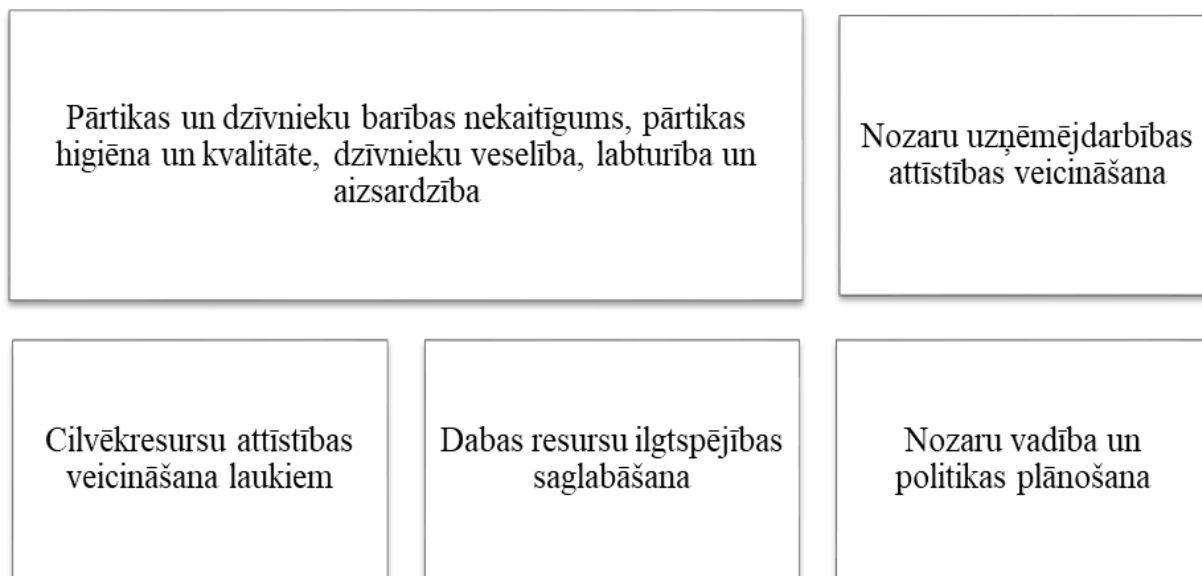 Pārtikas un dzīvnieku barības nekaitīgums, pārtikas
higiēna un kvalitāte, dzīvnieku veselība, labturība un
aizsardzība
Nozaru uzņēmējdarbības
attīstības veicināšana
Cilvēkresursu attīstības
veicināšana laukiem
Dabas resursu ilgtspējības
saglabāšana
Nozaru vadība un
politikas plānošana